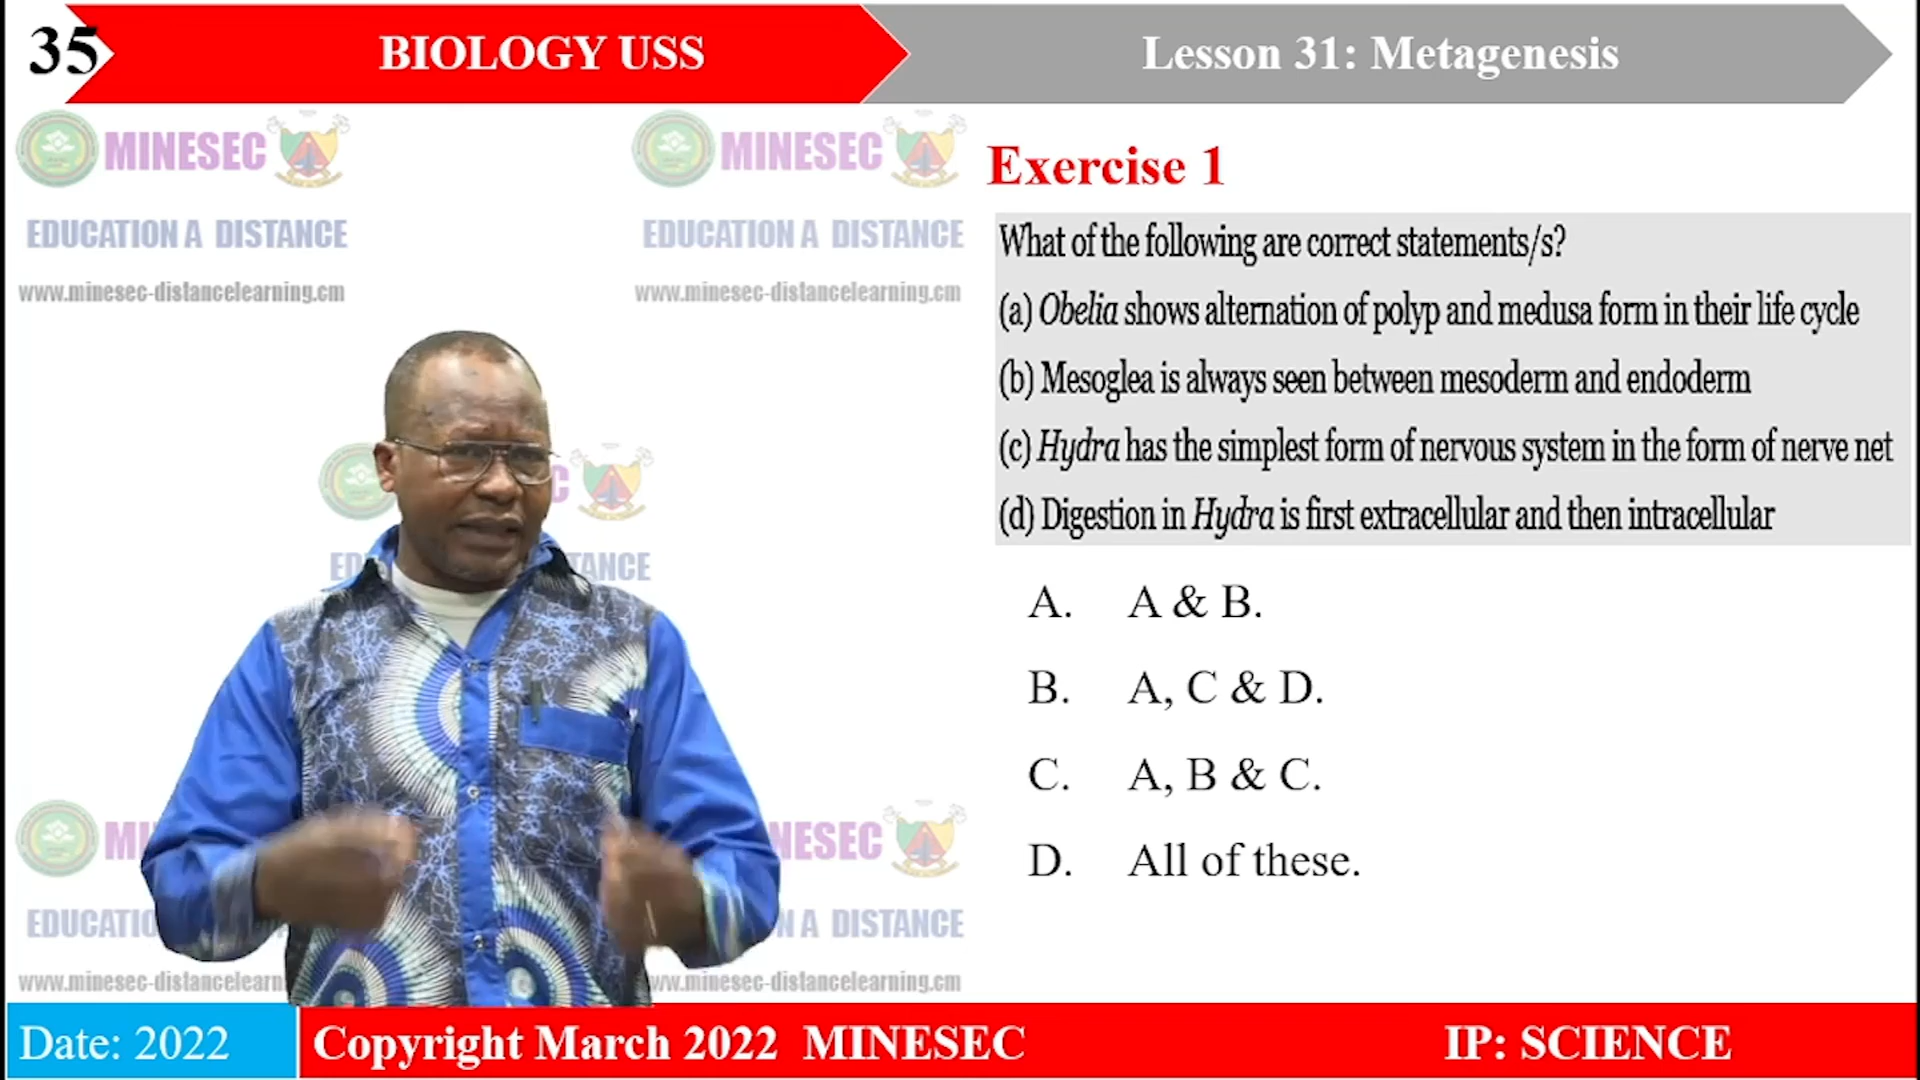 35
BIOLOGY USS
Lesson 31: Metagenesis
MINESEC
MINESEC
EDUCATION A DISTANCE
EDUCATION A DISTANCE
www.minesec-distancelearning.cm
www.minesec-distancelearning.cm
Exercise 1
What of the following are correct statements/s?
(a) Obelia shows alternation of polyp and medusa form in their life cycle
(b) Mesoglea is always seen between mesoderm and endoderm
(c) Hydra has the simplest form of nervous system in the form of nerve net
(d) Digestion in Hydra is first extracellular and then intracellular
A. A & B.
B. A, C & D.
C. A, B & C.
D. All of these.
Date: 2022
Copyright March 2022 MINESEC
IP: SCIENCE